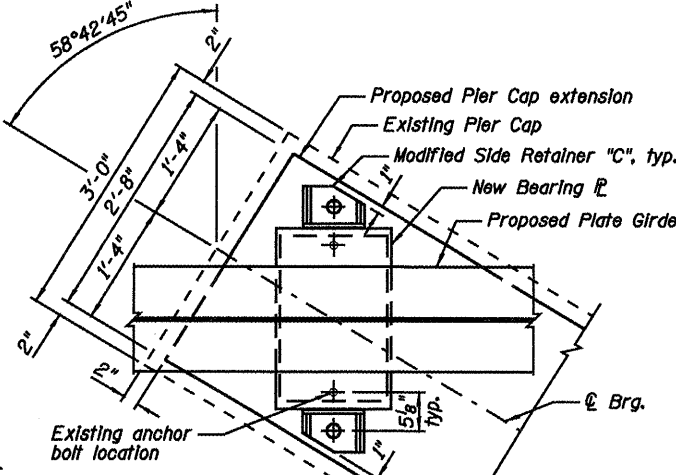 58°42'45"
2"
Proposed Pier Cap extension
Existing Pier Cap
Modified Side Retainer "C", typ.
1"
New Bearing ⅊
Proposed Plate Girde
3'-0"
2'-8"
1'-4"
1'-4"
2"
2"
5⅛"
typ.
℄ Brg.
Existing anchor
bolt location
1"